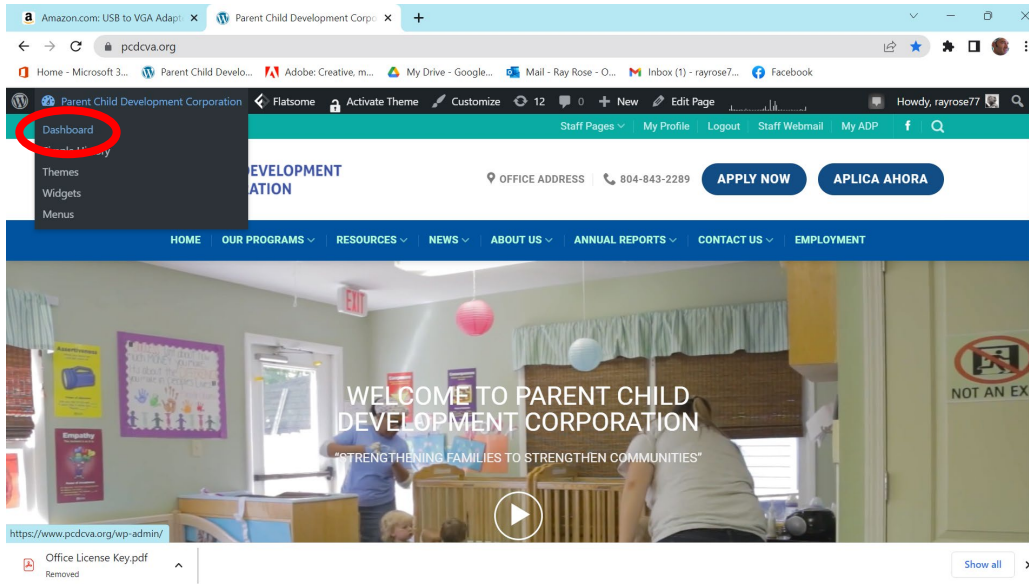 Amazon.com: USB to VGA Adapt
Parent Child Development Corpo
pcdcva.org
Home - Microsoft 3...
Parent Child Develo...
Adobe: Creative, m...
My Drive - Google...
Mail - Ray Rose - O...
Inbox (1) - rayrose7...
Facebook
Parent Child Development Corporation
Flatsome
Activate Theme
Customize
12
0
New
Edit Page
Howdy, rayrose77
Dashboard
Staff Pages
My Profile
Logout
Staff Webmail
My ADP
History
Themes
Widgets
Menus
EVELOPMENT
ATION
OFFICE ADDRESS
804-843-2289
APPLY NOW
APLICA AHORA
HOME
OUR PROGRAMS
RESOURCES
NEWS
ABOUT US
ANNUAL REPORTS
CONTACT US
EMPLOYMENT
EXIT
Assertiveness
Empathy
NOT AN EX
WELCOME TO PARENT CHILD
DEVELOPMENT CORPORATION
"STRENGTHENING FAMILIES TO STRENGTHEN COMMUNITIES"
https://www.pcdcva.org/wp-admin/
Office License Key.pdf
Removed
Show all